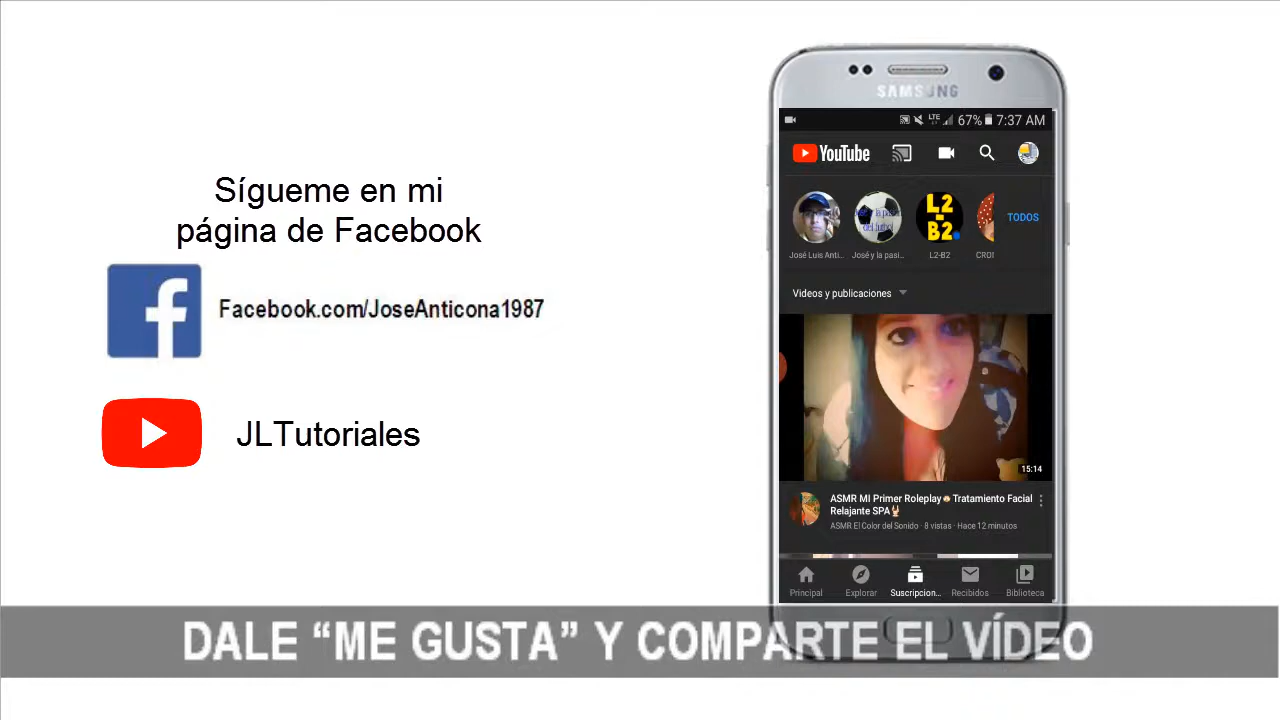 Sígueme en mi
página de Facebook
f
Facebook.com/JoseAnticona1987
JLTutoriales
SAMSUNG
LTE 67% 7:37 AM
YouTube
L2-
B2
TODOS
José Luis Anti...
José y la pasi...
L2-B2
Videos y publicaciones
15:14
ASMR MI Primer Roleplay Tratamiento Facial
Relajante SPA
ASMR El Color del Sonido · 8 vistas · Hace 12 minutos
Principal
Explorar
Suscripcion...
Recibidos
Biblioteca
DALE “ME GUSTA” Y COMPARTE EL VÍDEO